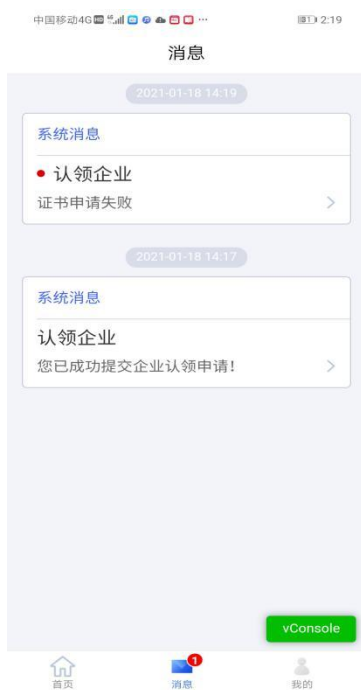 中国移动4G HD 46 ··· 1 2:19
消息
2021-01-18 14:19
系统消息
认领企业
证书申请失败
2021-01-18 14:17
系统消息
认领企业
您已成功提交企业认领申请!
vConsole
1
首页 消息 我的